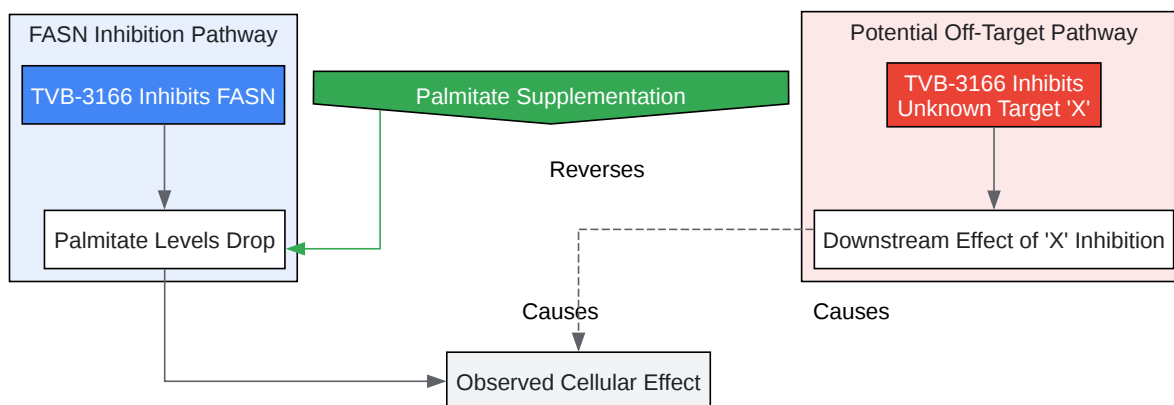 FASN Inhibition Pathway
TVB-3166 Inhibits FASN
Palmitate Levels Drop
Palmitate Supplementation
Reverses
Potential Off-Target Pathway
TVB-3166 Inhibits
Unknown Target 'X'
Downstream Effect of 'X' Inhibition
Causes
Causes
Observed Cellular Effect